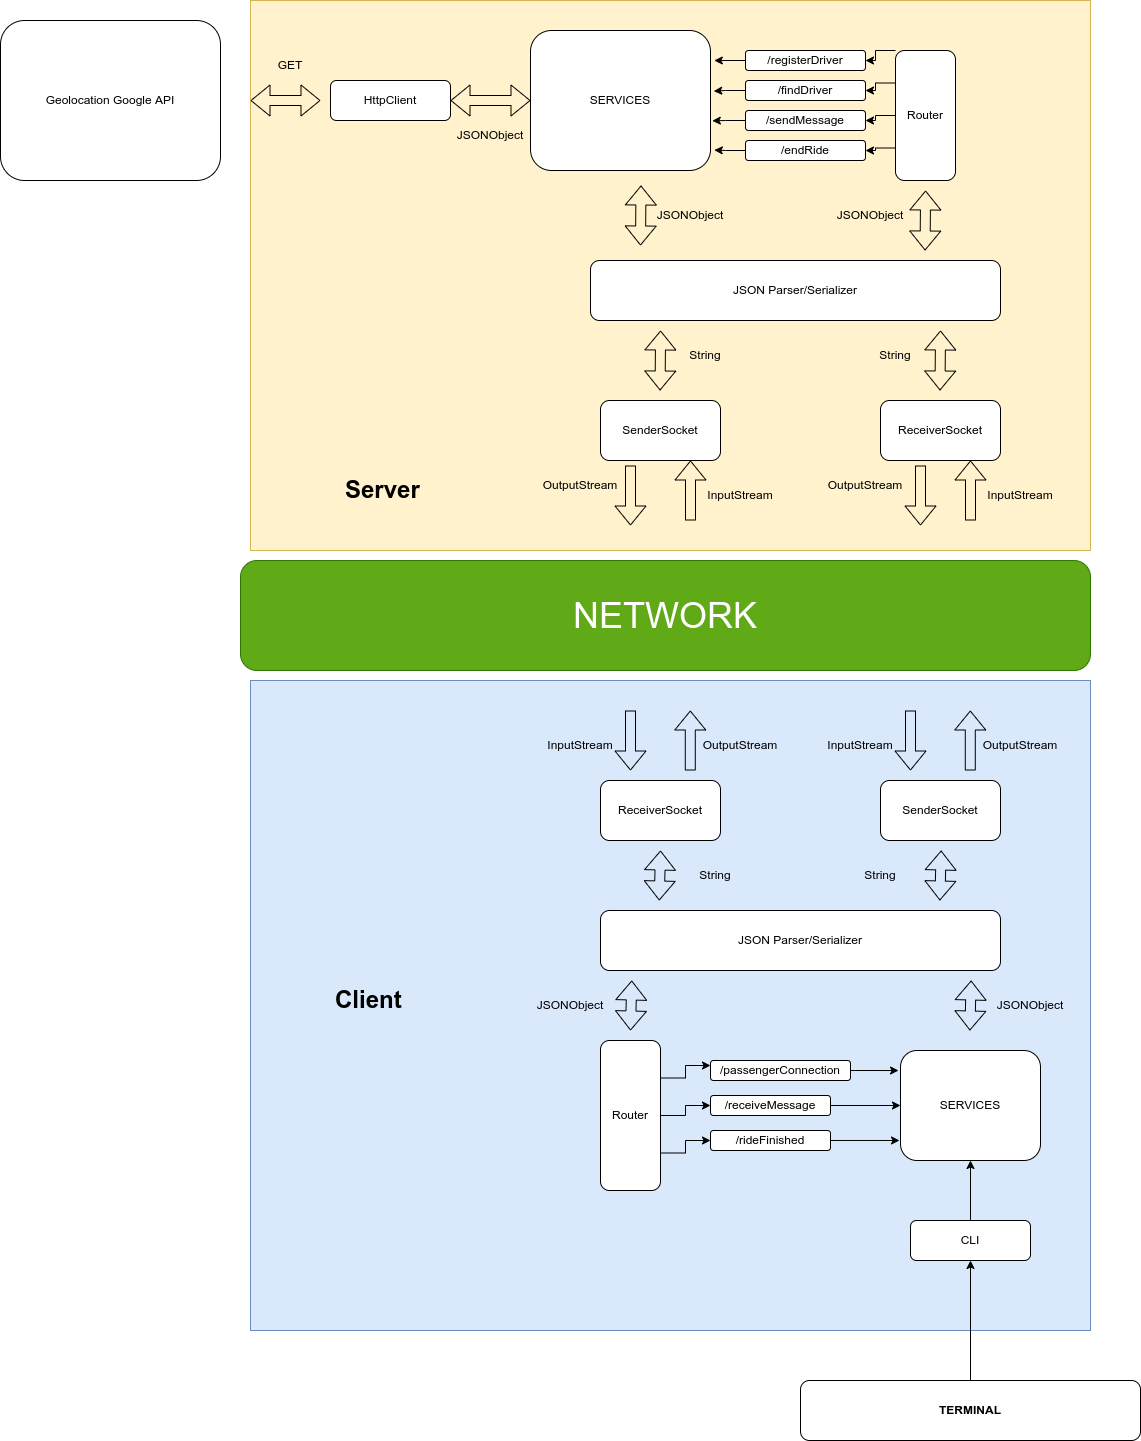 Geolocation Google API
GET
HttpClient
JSONObject
SERVICES
/registerDriver
/findDriver
/sendMessage
/endRide
Router
JSONObject
JSONObject
JSON Parser/Serializer
String
String
SenderSocket
ReceiverSocket
Server
OutputStream
InputStream
OutputStream
InputStream
NETWORK
InputStream
OutputStream
InputStream
OutputStream
ReceiverSocket
SenderSocket
String
String
JSON Parser/Serializer
Client
JSONObject
JSONObject
Router
/passengerConnection
/receiveMessage
/rideFinished
SERVICES
CLI
TERMINAL